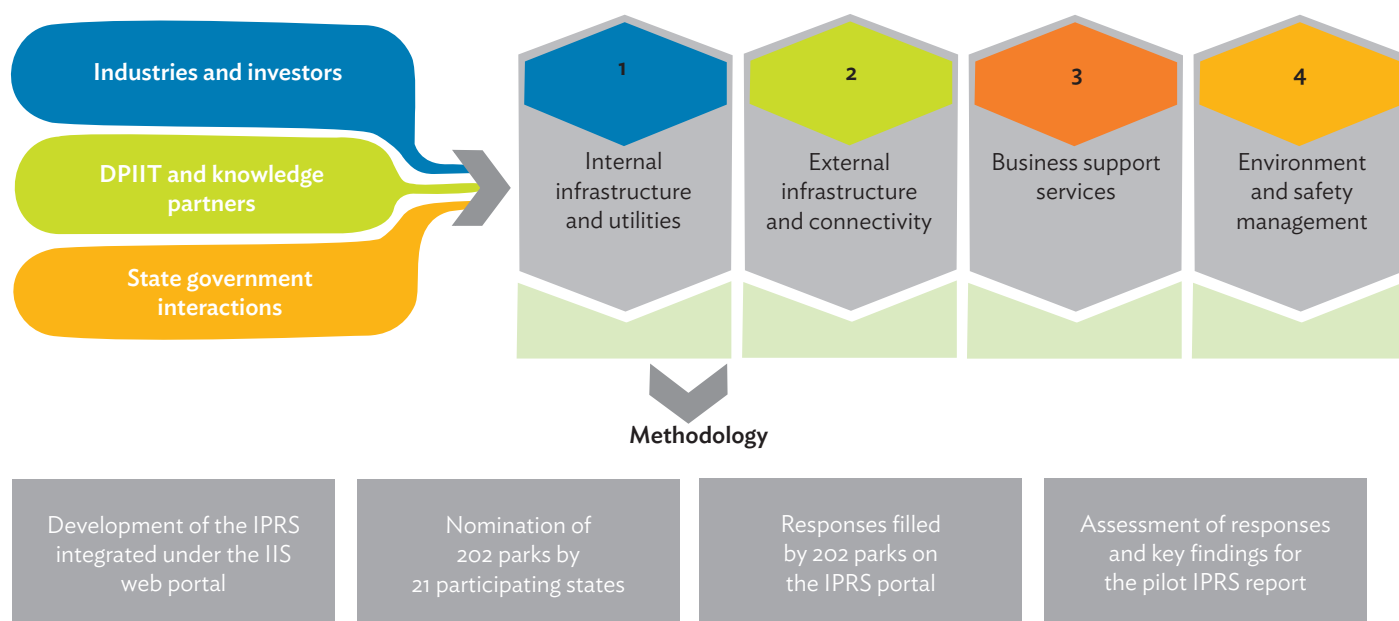 Industries and investors
DPIIT and knowledge
partners
State government
interactions
1
Internal
infrastructure
and utilities
2
External
infrastructure
and connectivity
3
Business support
services
4
Environment
and safety
management
Methodology
Development of the IPRS
integrated under the IIS
web portal
Nomination of
202 parks by
21 participating states
Responses filled
by 202 parks on
the IPRS portal
Assessment of responses
and key findings for
the pilot IPRS report